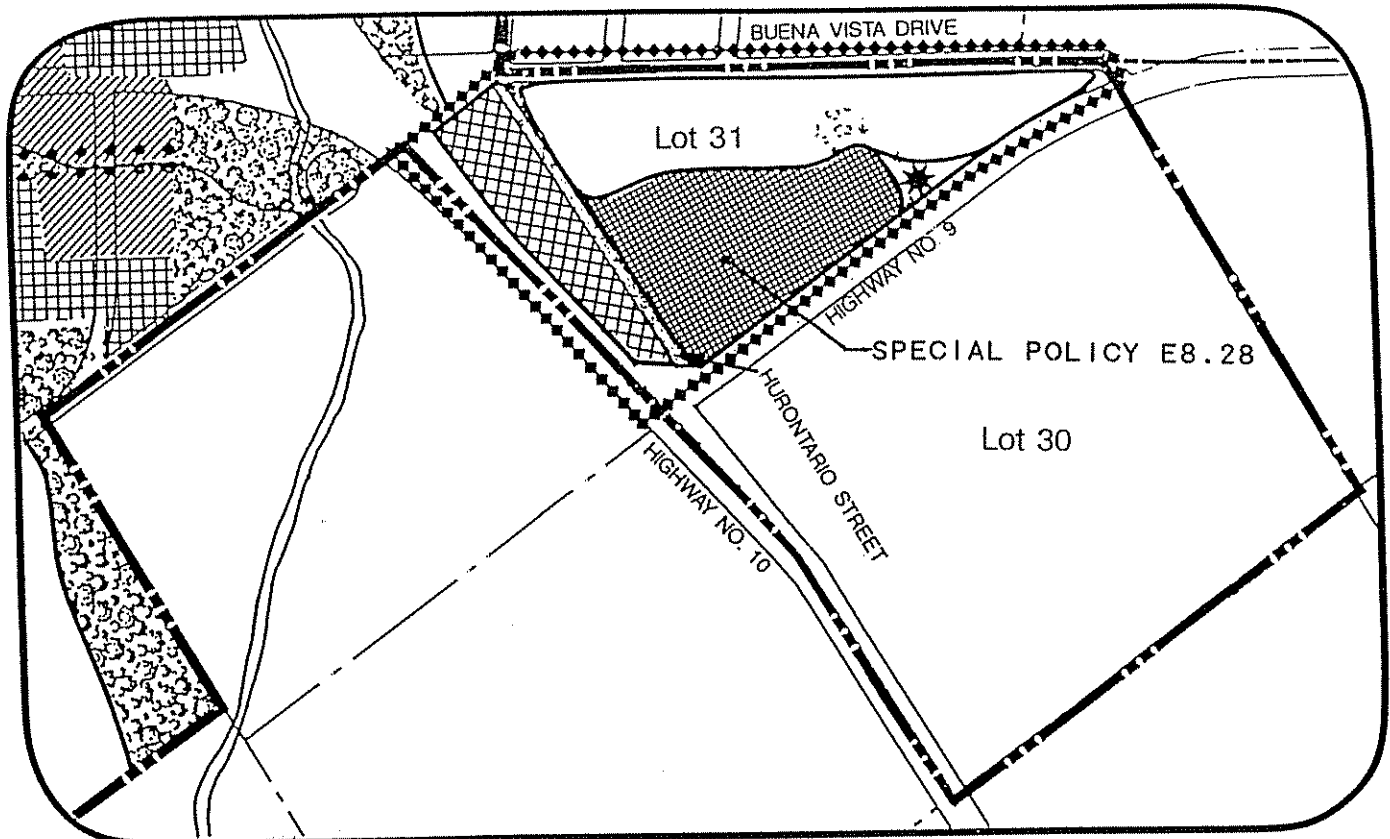 BUENA VISTA DRIVE
Lot 31
HIGHWAY NO. 9
SPECIAL POLICY E8.28
HURONTARIO STREET
Lot 30
HIGHWAY NO. 10